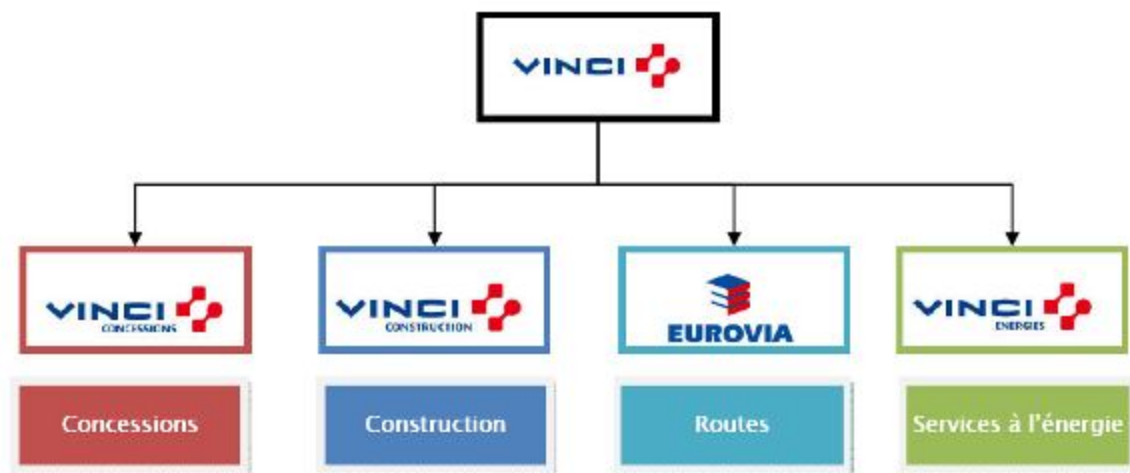 VINCI
VINCI
CONCESSIONS
VINCI
CONSTRUCTION
EUROVIA
VINCI
ENERGIES
Concessions
Construction
Routes
Services à l'énergie